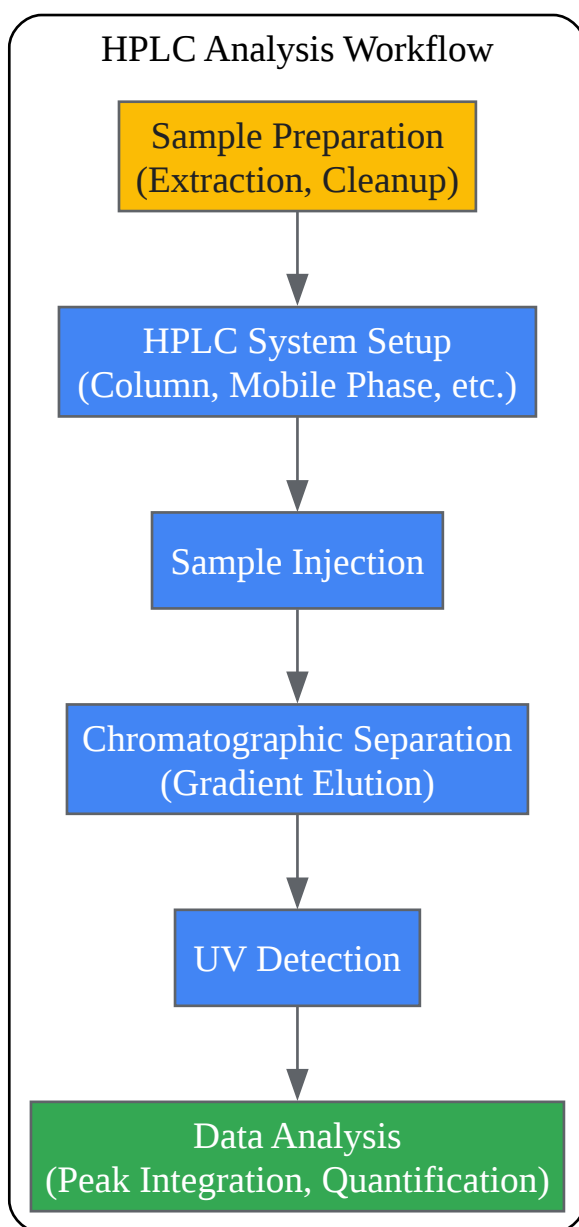 HPLC Analysis Workflow
Sample Preparation
(Extraction, Cleanup)
HPLC System Setup
(Column, Mobile Phase, etc.)
Sample Injection
Chromatographic Separation
(Gradient Elution)
UV Detection
Data Analysis
(Peak Integration, Quantification)